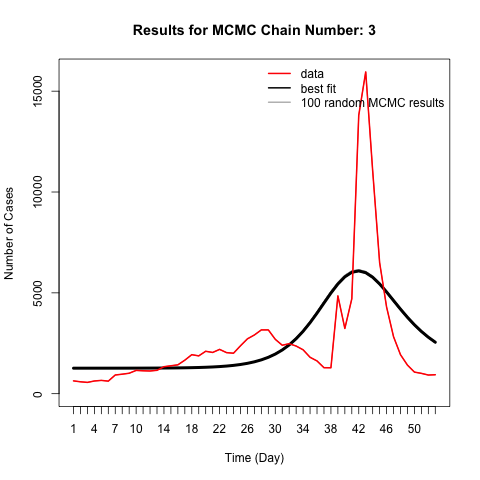 Results for MCMC Chain Number: 3
data
best fit
100 random MCMC results
Number of Cases
15000
10000
5000
0
1 4 7 10 14 18 22 26 30 34 38 42 46 50
Time (Day)